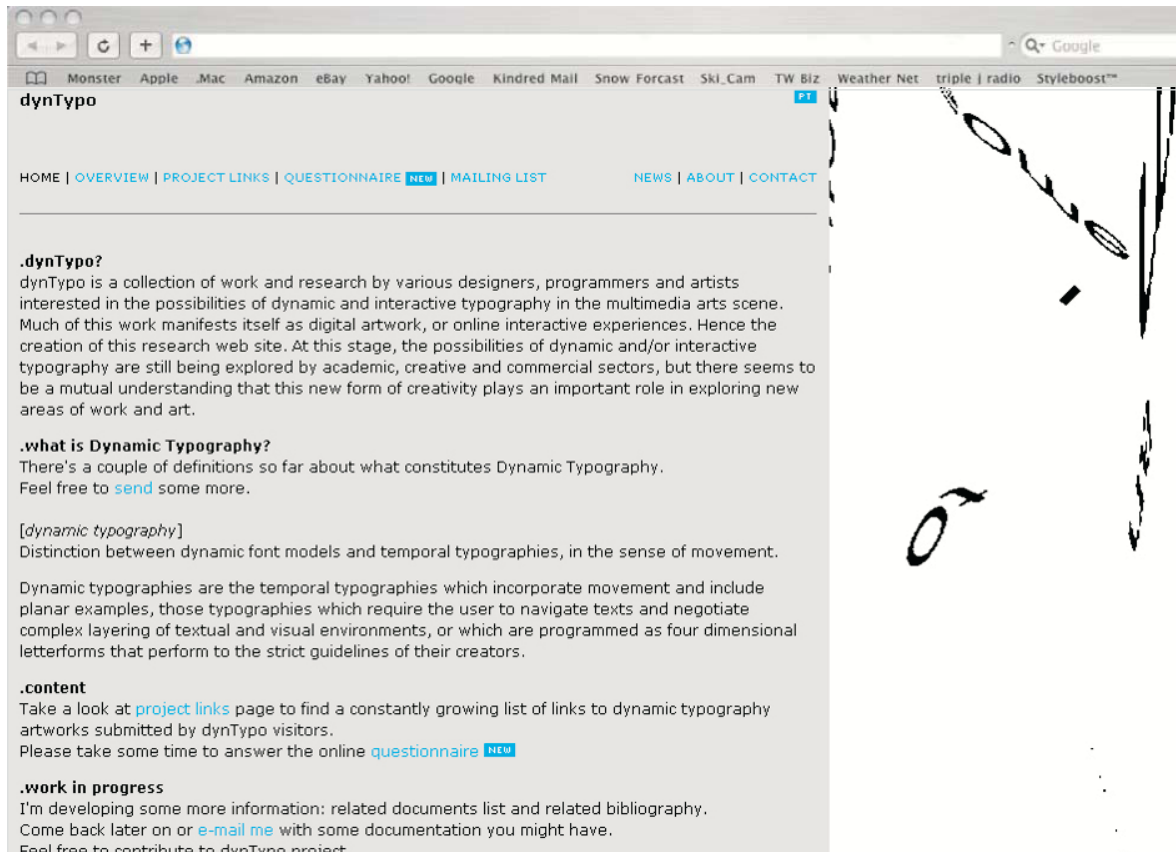 Google
Monster Apple .Mac Amazon eBay Yahoo! Google Kindred Mail Snow Forcast Ski_Cam TW Biz Weather Net triple j radio Styleboost™
dynTypo PT
HOME | OVERVIEW | PROJECT LINKS | QUESTIONNAIRE NEW | MAILING LIST NEWS | ABOUT | CONTACT
.dynTypo?
dynTypo is a collection of work and research by various designers, programmers and artists
interested in the possibilities of dynamic and interactive typography in the multimedia arts scene.
Much of this work manifests itself as digital artwork, or online interactive experiences. Hence the
creation of this research web site. At this stage, the possibilities of dynamic and/or interactive
typography are still being explored by academic, creative and commercial sectors, but there seems to
be a mutual understanding that this new form of creativity plays an important role in exploring new
areas of work and art.
.what is Dynamic Typography?
There's a couple of definitions so far about what constitutes Dynamic Typography.
Feel free to send some more.
[dynamic typography]
Distinction between dynamic font models and temporal typographies, in the sense of movement.
Dynamic typographies are the temporal typographies which incorporate movement and include
planar examples, those typographies which require the user to navigate texts and negotiate
complex layering of textual and visual environments, or which are programmed as four dimensional
letterforms that perform to the strict guidelines of their creators.
.content
Take a look at project links page to find a constantly growing list of links to dynamic typography
artworks submitted by dynTypo visitors.
Please take some time to answer the online questionnaire NEW
.work in progress
I'm developing some more information: related documents list and related bibliography.
Come back later on or e-mail me with some documentation you might have.
Feel free to contribute to dynTypo project.